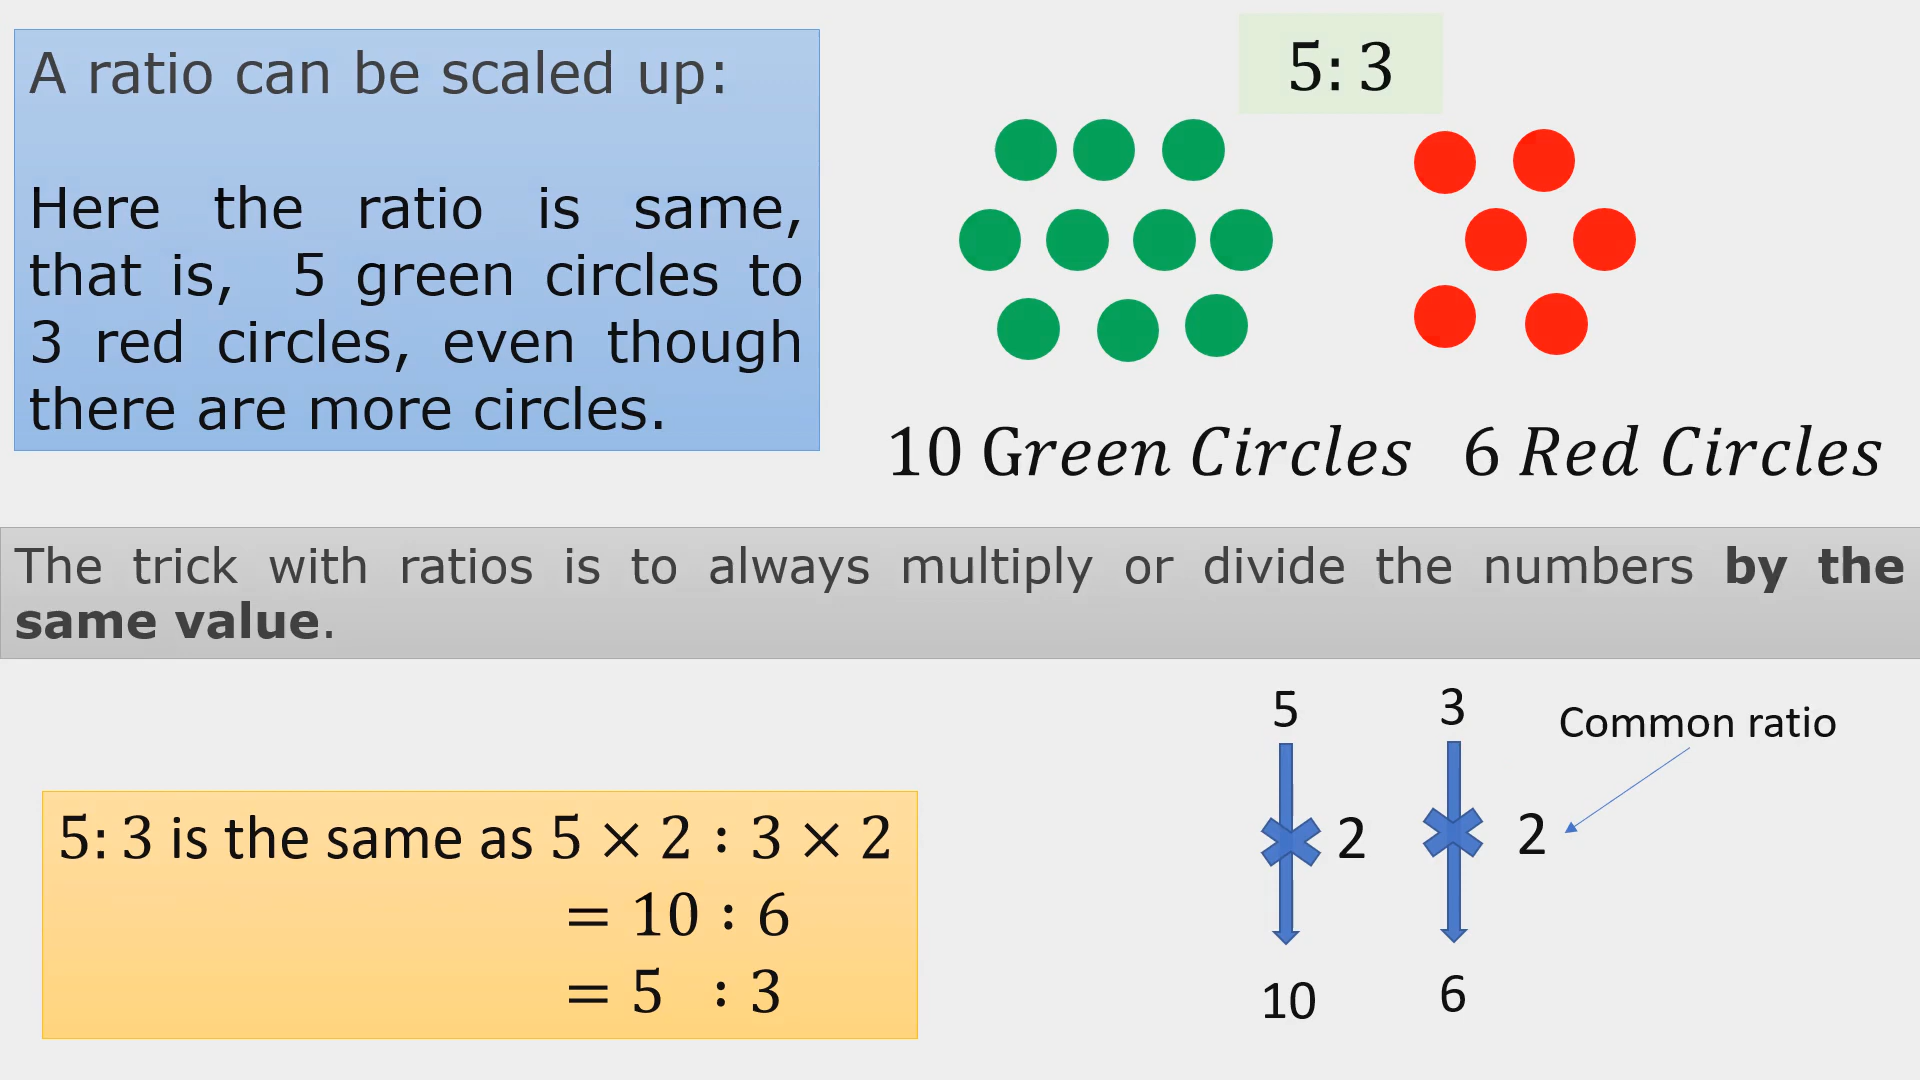 A ratio can be scaled up:
Here the ratio is same,
that is, 5 green circles to
3 red circles, even though
there are more circles.
5: 3
10 Green Circles 6 Red Circles
The trick with ratios is to always multiply or divide the numbers by the
same value.
5: 3 is the same as 5 × 2 : 3 × 2
= 10 : 6
= 5 : 3
5 3
Common ratio
2 2
10 6